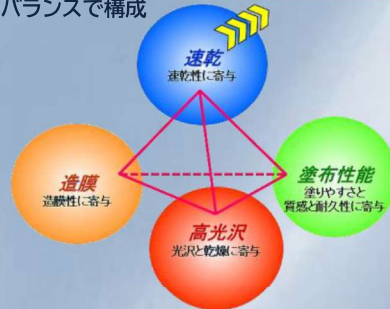 バランスで構成
速乾
速乾性に寄与
造膜
造膜性に寄与
塗布性能
塗りやすさと
質感と耐久性に寄与
高光沢
光沢と乾燥に寄与